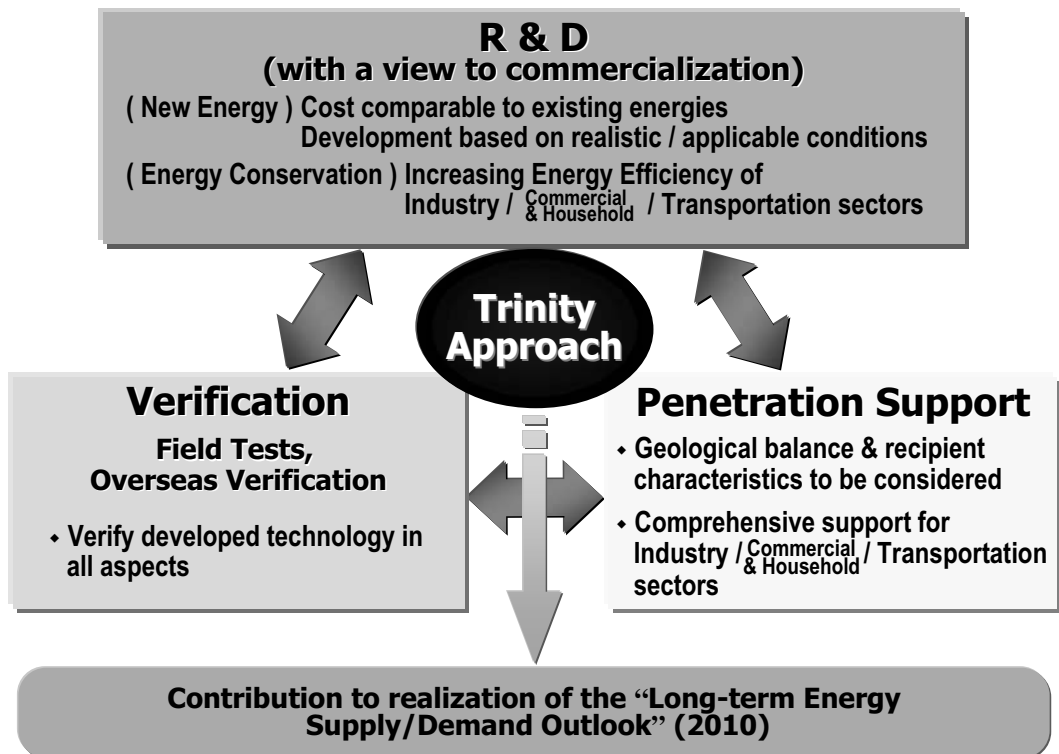 R & D
(with a view to commercialization)
( New Energy ) Cost comparable to existing energies
Development based on realistic / applicable conditions
( Energy Conservation ) Increasing Energy Efficiency of
Industry / Commercial & Household / Transportation sectors
Trinity
Approach
Verification
Field Tests,
Overseas Verification
⬥ Verify developed technology in
all aspects
Penetration Support
⬥ Geological balance & recipient
characteristics to be considered
⬥ Comprehensive support for
Industry / Commercial & Household / Transportation
sectors
Contribution to realization of the “Long-term Energy
Supply/Demand Outlook” (2010)